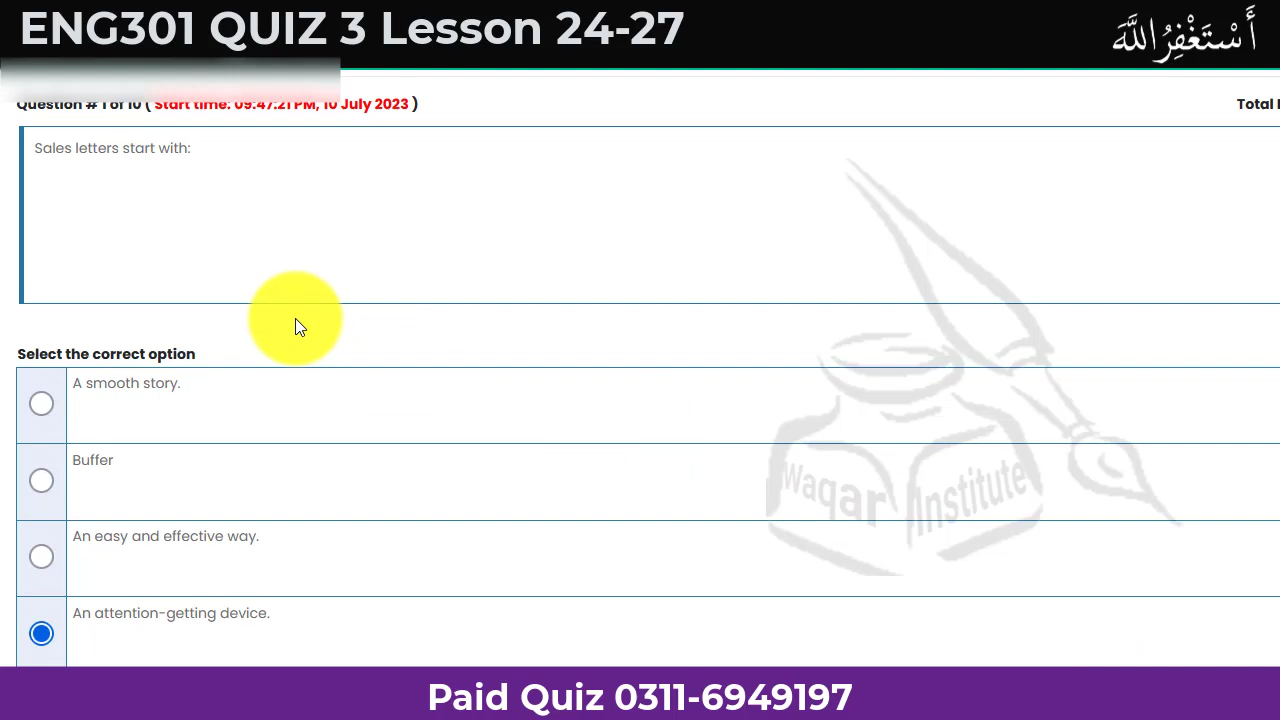 ENG301 QUIZ 3 Lesson 24-27
أَسْتَغْفِرُ اللَّه
Question # 1 of 10 ( Start time: 09:47:21 PM, 10 July 2023 )
Total
Sales letters start with:
Select the correct option
A smooth story.
Buffer
An easy and effective way.
An attention-getting device.
Waqar Institute
Paid Quiz 0311-6949197